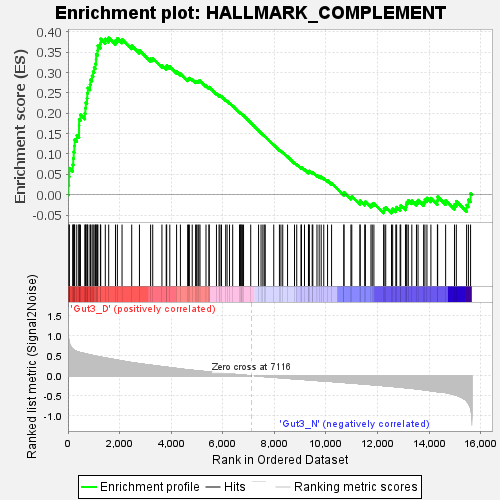 Enrichment plot: HALLMARK_COMPLEMENT
Enrichment score (ES)
0.40
0.35
0.30
0.25
0.20
0.15
0.10
0.05
0.00
-0.05
'Gut3_D' (positively correlated)
Ranked list metric (Signal2Noise)
1.5
1.0
0.5
0.0
-0.5
-1.0
Zero cross at 7116
'Gut3_N' (negatively correlated)
0
2,000
4,000
6,000
8,000
10,000
12,000
14,000
16,000
Rank in Ordered Dataset
Enrichment profile
Hits
Ranking metric scores